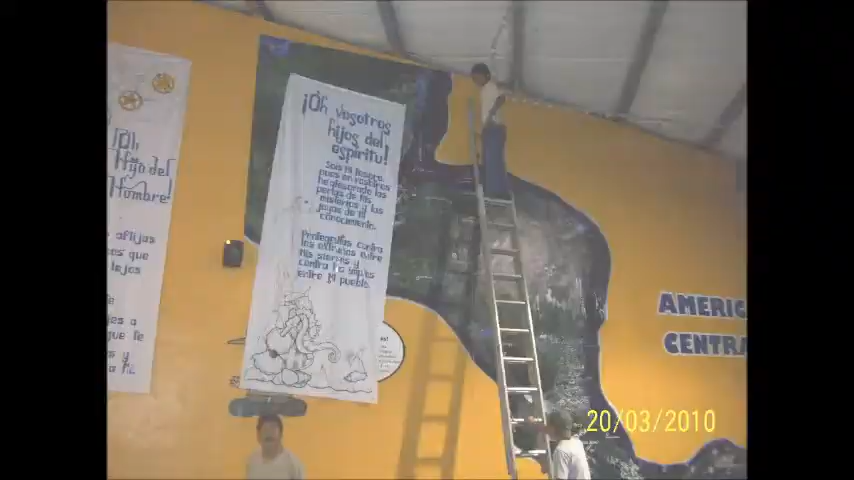 ¡Oh
Hijo del
Hombre!
aflijas
es que
lejos
¡Oh vosotros
hijos del
espíritu!
Sois Mi tesoro,
pues en vosotros
he atesorado las
perlas de Mis
misterios y las
joyas de Mi
conocimiento.
Protegedlas contra
los extraños entre
Mis siervos y
contra los impíos
entre Mi pueblo.
AMERIC
CENTRA
20/03/2010